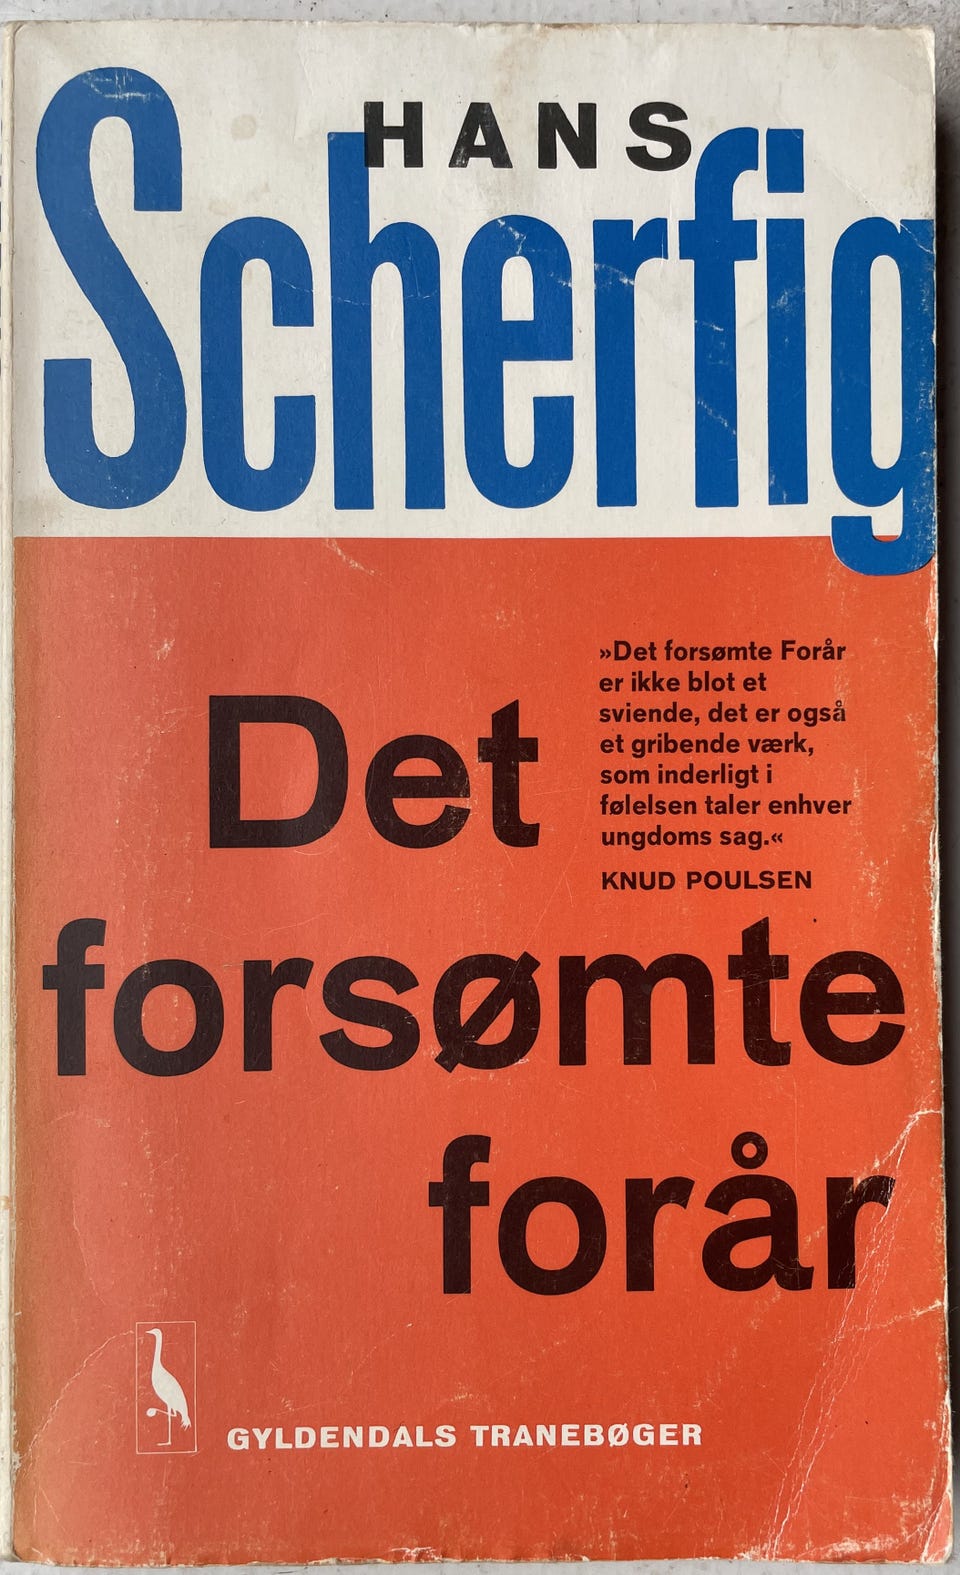 HANS
Scherfig
»Det forsømte Forår
er ikke blot et
sviende, det er også
et gribende værk,
som inderligt i
følelsen taler enhver
ungdoms sag.«
KNUD POULSEN
Det
forsømte
forår
GYLDENDALS TRANEBØGER